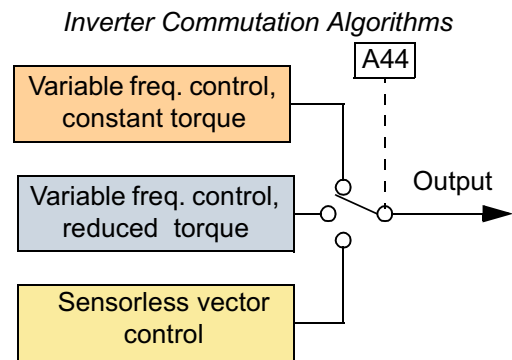 Inverter Commutation Algorithms
A44
Variable freq. control,
constant torque
Variable freq. control,
reduced torque
Output
Sensorless vector
control